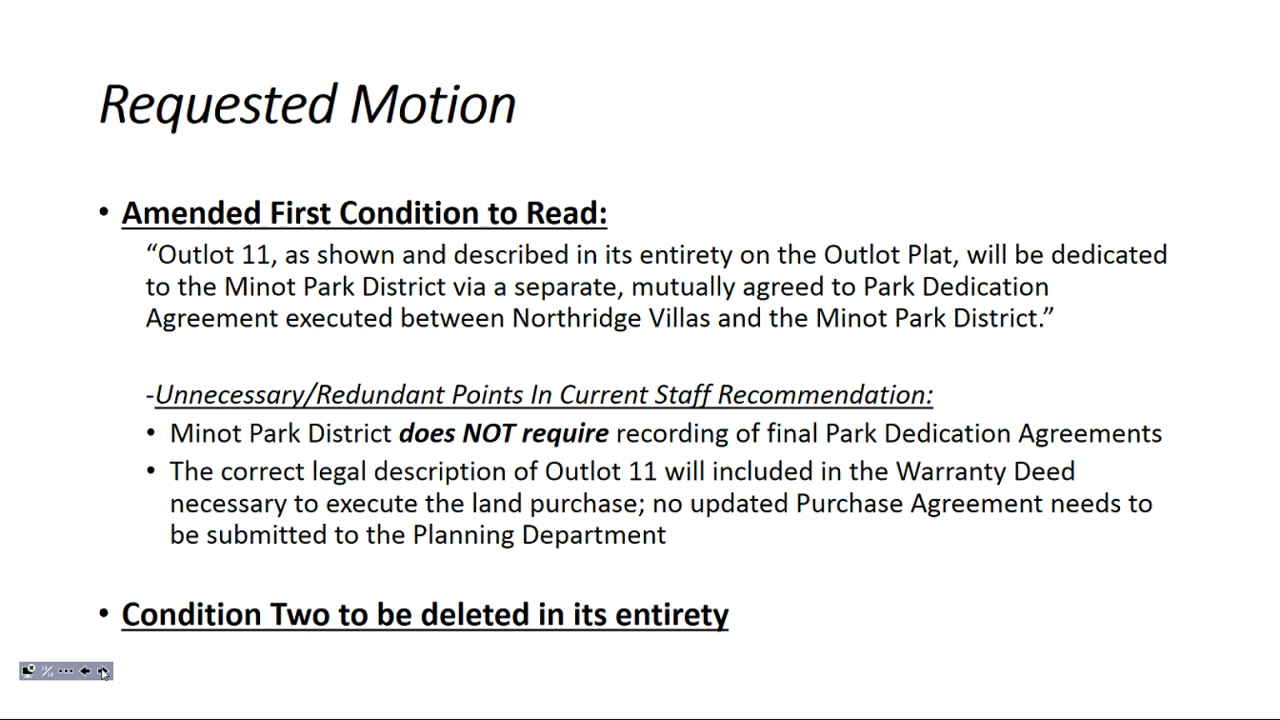 Requested Motion
• Amended First Condition to Read:
“Outlot 11, as shown and described in its entirety on the Outlot Plat, will be dedicated
to the Minot Park District via a separate, mutually agreed to Park Dedication
Agreement executed between Northridge Villas and the Minot Park District.”
-Unnecessary/Redundant Points In Current Staff Recommendation:
• Minot Park District does NOT require recording of final Park Dedication Agreements
• The correct legal description of Outlot 11 will included in the Warranty Deed
necessary to execute the land purchase; no updated Purchase Agreement needs to
be submitted to the Planning Department
• Condition Two to be deleted in its entirety